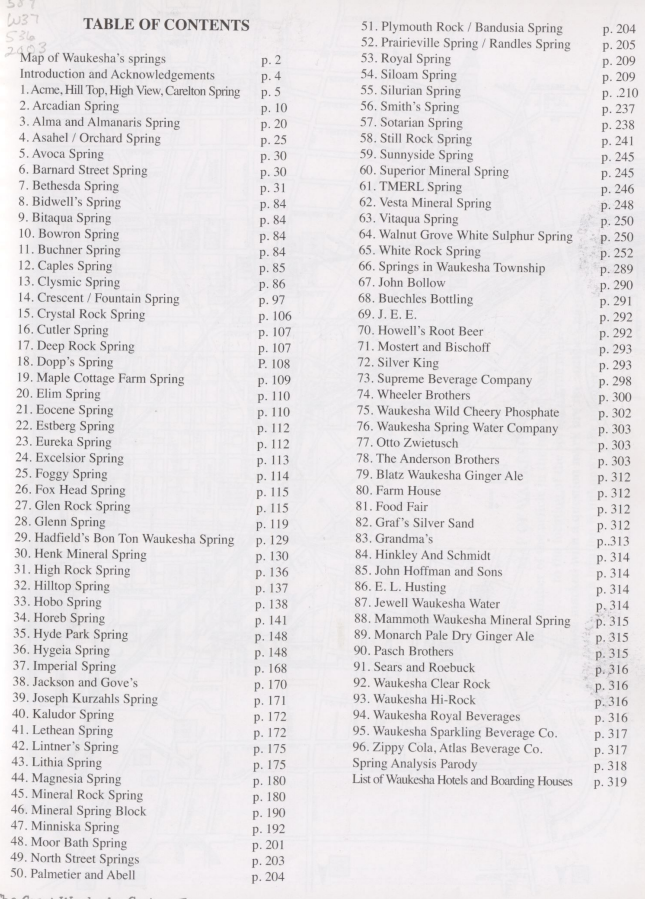 W37
536
2003
TABLE OF CONTENTS
Map of Waukesha's springs p. 2
Introduction and Acknowledgements p. 4
1. Acme, Hill Top, High View, Carelton Spring p. 5
2. Arcadian Spring p. 10
3. Alma and Almanaris Spring p. 20
4. Asahel / Orchard Spring p. 25
5. Avoca Spring p. 30
6. Barnard Street Spring p. 30
7. Bethesda Spring p. 31
8. Bidwell's Spring p. 84
9. Bitaqua Spring p. 84
10. Bowron Spring p. 84
11. Buchner Spring p. 84
12. Caples Spring p. 85
13. Clysmic Spring p. 86
14. Crescent / Fountain Spring p. 97
15. Crystal Rock Spring p. 106
16. Cutler Spring p. 107
17. Deep Rock Spring p. 107
18. Dopp's Spring P. 108
19. Maple Cottage Farm Spring p. 109
20. Elim Spring p. 110
21. Eocene Spring p. 110
22. Estberg Spring p. 112
23. Eureka Spring p. 112
24. Excelsior Spring p. 113
25. Foggy Spring p. 114
26. Fox Head Spring p. 115
27. Glen Rock Spring p. 115
28. Glenn Spring p. 119
29. Hadfield's Bon Ton Waukesha Spring p. 129
30. Henk Mineral Spring p. 130
31. High Rock Spring p. 136
32. Hilltop Spring p. 137
33. Hobo Spring p. 138
34. Horeb Spring p. 141
35. Hyde Park Spring p. 148
36. Hygeia Spring p. 148
37. Imperial Spring p. 168
38. Jackson and Gove's p. 170
39. Joseph Kurzahls Spring p. 171
40. Kaludor Spring p. 172
41. Lethean Spring p. 172
42. Lintner's Spring p. 175
43. Lithia Spring p. 175
44. Magnesia Spring p. 180
45. Mineral Rock Spring p. 180
46. Mineral Spring Block p. 190
47. Minniska Spring p. 192
48. Moor Bath Spring p. 201
49. North Street Springs p. 203
50. Palmetier and Abell p. 204
51. Plymouth Rock / Bandusia Spring p. 204
52. Prairieville Spring / Randles Spring p. 205
53. Royal Spring p. 209
54. Siloam Spring p. 209
55. Silurian Spring p. .210
56. Smith's Spring p. 237
57. Sotarian Spring p. 238
58. Still Rock Spring p. 241
59. Sunnyside Spring p. 245
60. Superior Mineral Spring p. 245
61. TMERL Spring p. 246
62. Vesta Mineral Spring p. 248
63. Vitaqua Spring p. 250
64. Walnut Grove White Sulphur Spring p. 250
65. White Rock Spring p. 252
66. Springs in Waukesha Township p. 289
67. John Bollow p. 290
68. Buechles Bottling p. 291
69. J. E. E. p. 292
70. Howell's Root Beer p. 292
71. Mostert and Bischoff p. 293
72. Silver King p. 293
73. Supreme Beverage Company p. 298
74. Wheeler Brothers p. 300
75. Waukesha Wild Cheery Phosphate p. 302
76. Waukesha Spring Water Company p. 303
77. Otto Zwietusch p. 303
78. The Anderson Brothers p. 303
79. Blatz Waukesha Ginger Ale p. 312
80. Farm House p. 312
81. Food Fair p. 312
82. Graf's Silver Sand p. 312
83. Grandma's p..313
84. Hinkley And Schmidt p. 314
85. John Hoffman and Sons p. 314
86. E. L. Husting p. 314
87. Jewell Waukesha Water p. 314
88. Mammoth Waukesha Mineral Spring p. 315
89. Monarch Pale Dry Ginger Ale p. 315
90. Pasch Brothers p. 315
91. Sears and Roebuck p. 316
92. Waukesha Clear Rock p. 316
93. Waukesha Hi-Rock p. 316
94. Waukesha Royal Beverages p. 316
95. Waukesha Sparkling Beverage Co. p. 317
96. Zippy Cola, Atlas Beverage Co. p. 317
Spring Analysis Parody p. 318
List of Waukesha Hotels and Boarding Houses p. 319